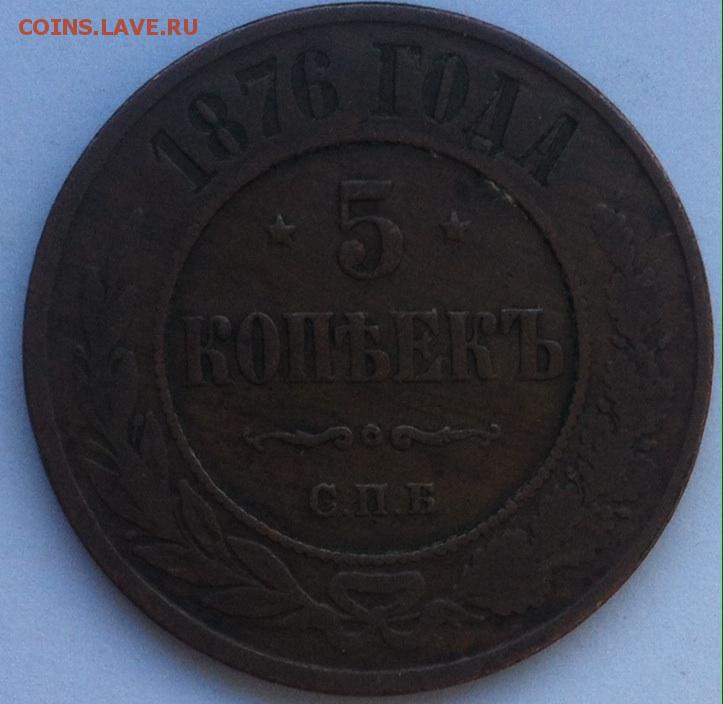 COINS.LAVE.RU
1876 ГОДА
5
КОПѢЕКЪ
С.П.Б.